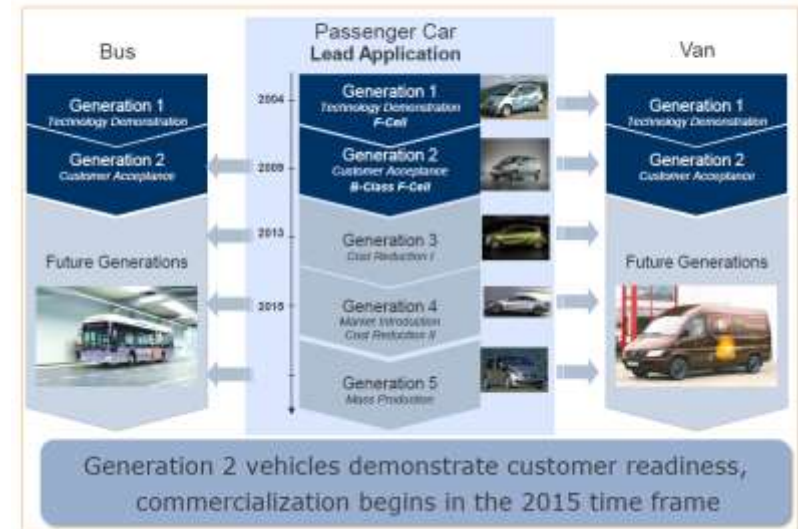 Bus
Generation 1
Technology Demonstration
Generation 2
Customer Acceptance
Future Generations
Passenger Car
Lead Application
2004
Generation 1
Technology Demonstration
F-Cell
2009
Generation 2
Customer Acceptance
B-Class F-Cell
2013
Generation 3
Cost Reduction I
2015
Generation 4
Market Introduction
Cost Reduction II
Generation 5
Mass Production
Van
Generation 1
Technology Demonstration
Generation 2
Customer Acceptance
Future Generations
Generation 2 vehicles demonstrate customer readiness,
commercialization begins in the 2015 time frame